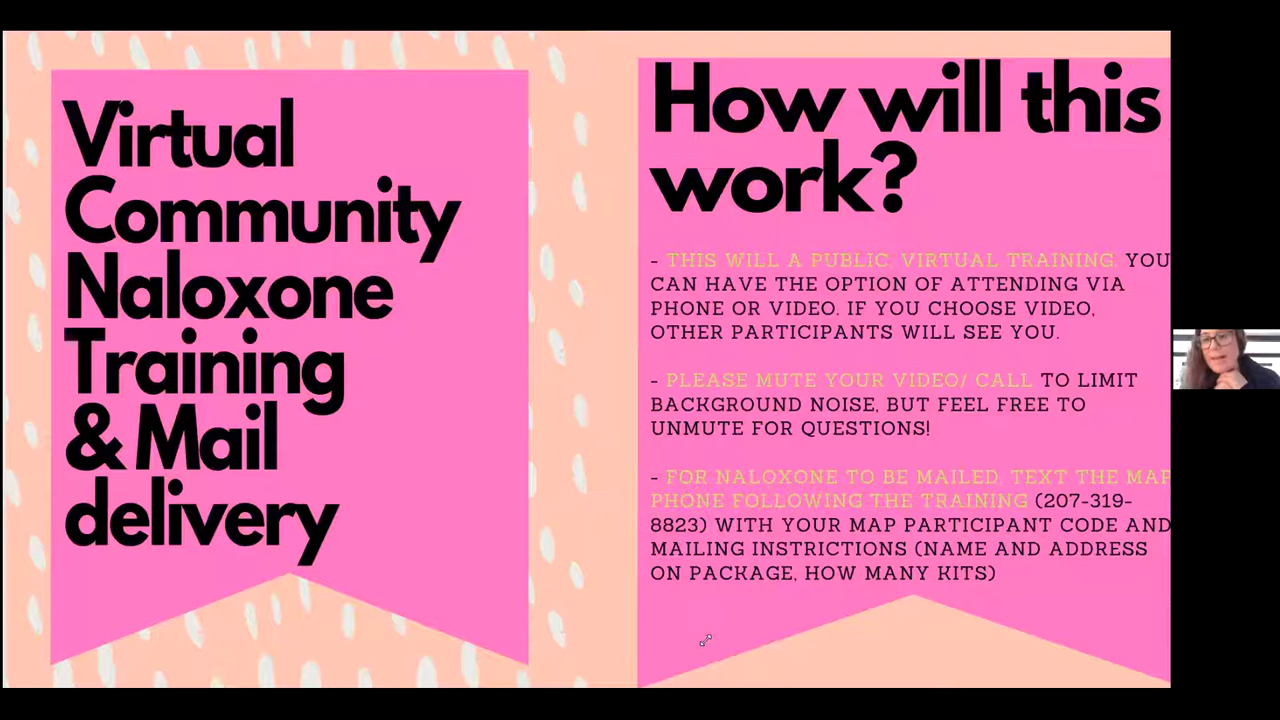 Virtual
Community
Naloxone
Training
& Mail
delivery
How will this
work?
- THIS WILL A PUBLIC, VIRTUAL TRAINING. YOU
CAN HAVE THE OPTION OF ATTENDING VIA
PHONE OR VIDEO. IF YOU CHOOSE VIDEO,
OTHER PARTICIPANTS WILL SEE YOU.
- PLEASE MUTE YOUR VIDEO/ CALL TO LIMIT
BACKGROUND NOISE, BUT FEEL FREE TO
UNMUTE FOR QUESTIONS!
- FOR NALOXONE TO BE MAILED, TEXT THE MAP
PHONE FOLLOWING THE TRAINING (207-319-
8823) WITH YOUR MAP PARTICIPANT CODE AND
MAILING INSTRICTIONS (NAME AND ADDRESS
ON PACKAGE, HOW MANY KITS)